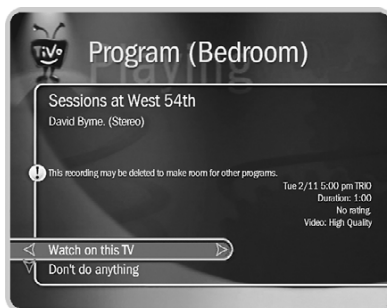 TiVo
Program (Bedroom)
Playing
Sessions at West 54th
David Byrne. (Stereo)
! This recording may be deleted to make room for other programs.
Tue 2/11 5:00 pm TRIO
Duration: 1:00
No rating.
Video: High Quality
Watch on this TV
Don't do anything